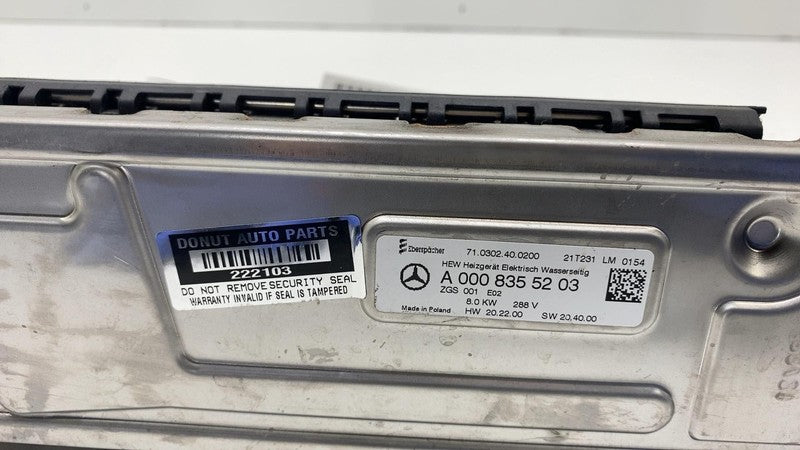 DONUT AUTO PARTS
222103
DO NOT REMOVE SECURITY SEAL
WARRANTY INVALID IF SEAL IS TAMPERED
Eberspächer 71.0302.40.0200 21T231 LM 0154
HEW Heizgerät Elektrisch Wasserseitig
A 000 835 52 03
ZGS 001 E02
8.0 KW 288 V
Made in Poland HW 20.22.00 SW 20.40.00